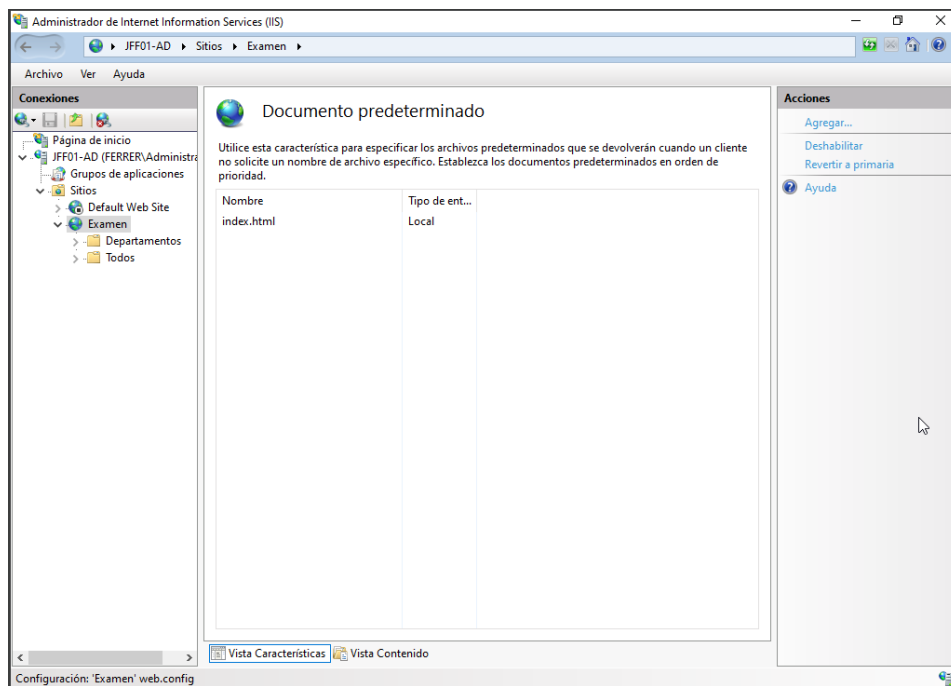 Administrador de Internet Information Services (IIS)
JFF01-AD Sitios Examen
Archivo Ver Ayuda
Conexiones
Página de inicio
JFF01-AD (FERRER\Administra
Grupos de aplicaciones
Sitios
Default Web Site
Examen
Departamentos
Todos
Documento predeterminado
Utilice esta característica para especificar los archivos predeterminados que se devolverán cuando un cliente
no solicite un nombre de archivo específico. Establezca los documentos predeterminados en orden de
prioridad.
Nombre Tipo de ent...
index.html Local
Vista Características Vista Contenido
Acciones
Agregar...
Deshabilitar
Revertir a primaria
Ayuda
Configuración: 'Examen' web.config